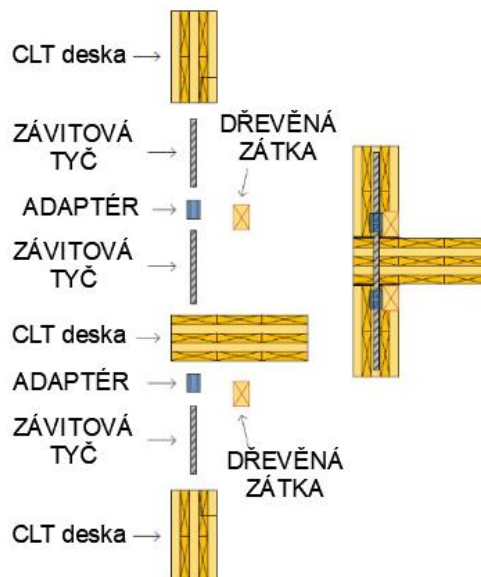 CLT deska
ZÁVITOVÁ
TYČ
DŘEVĚNÁ
ZÁTKA
ADAPTÉR
ZÁVITOVÁ
TYČ
CLT deska
ADAPTÉR
ZÁVITOVÁ
TYČ
DŘEVĚNÁ
ZÁTKA
CLT deska